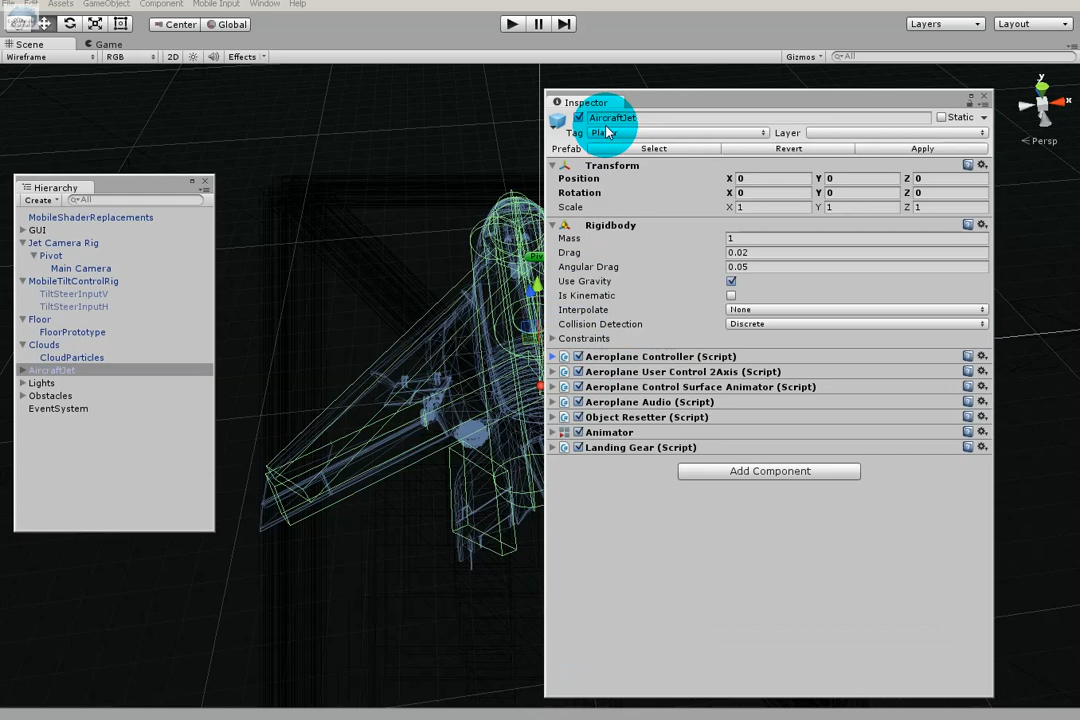 File Edit Assets GameObject Component Mobile Input Window Help
Center Global Layers Layout
Scene Game
Wireframe RGB 2D Effects Gizmos All
y
x
Persp
Inspector
AircraftJet Static
Tag Player Layer
Prefab Select Revert Apply
Transform
Position X 0 Y 0 Z 0
Rotation X 0 Y 0 Z 0
Scale X 1 Y 1 Z 1
Rigidbody
Mass 1
Drag 0.02
Angular Drag 0.05
Use Gravity
Is Kinematic
Interpolate None
Collision Detection Discrete
Constraints
Aeroplane Controller (Script)
Aeroplane User Control 2Axis (Script)
Aeroplane Control Surface Animator (Script)
Aeroplane Audio (Script)
Object Resetter (Script)
Animator
Landing Gear (Script)
Add Component
Hierarchy
Create All
MobileShaderReplacements
GUI
Jet Camera Rig
Pivot
Main Camera
MobileTiltControlRig
TiltSteerInputV
TiltSteerInputH
Floor
FloorPrototype
Clouds
CloudParticles
AircraftJet
Lights
Obstacles
EventSystem